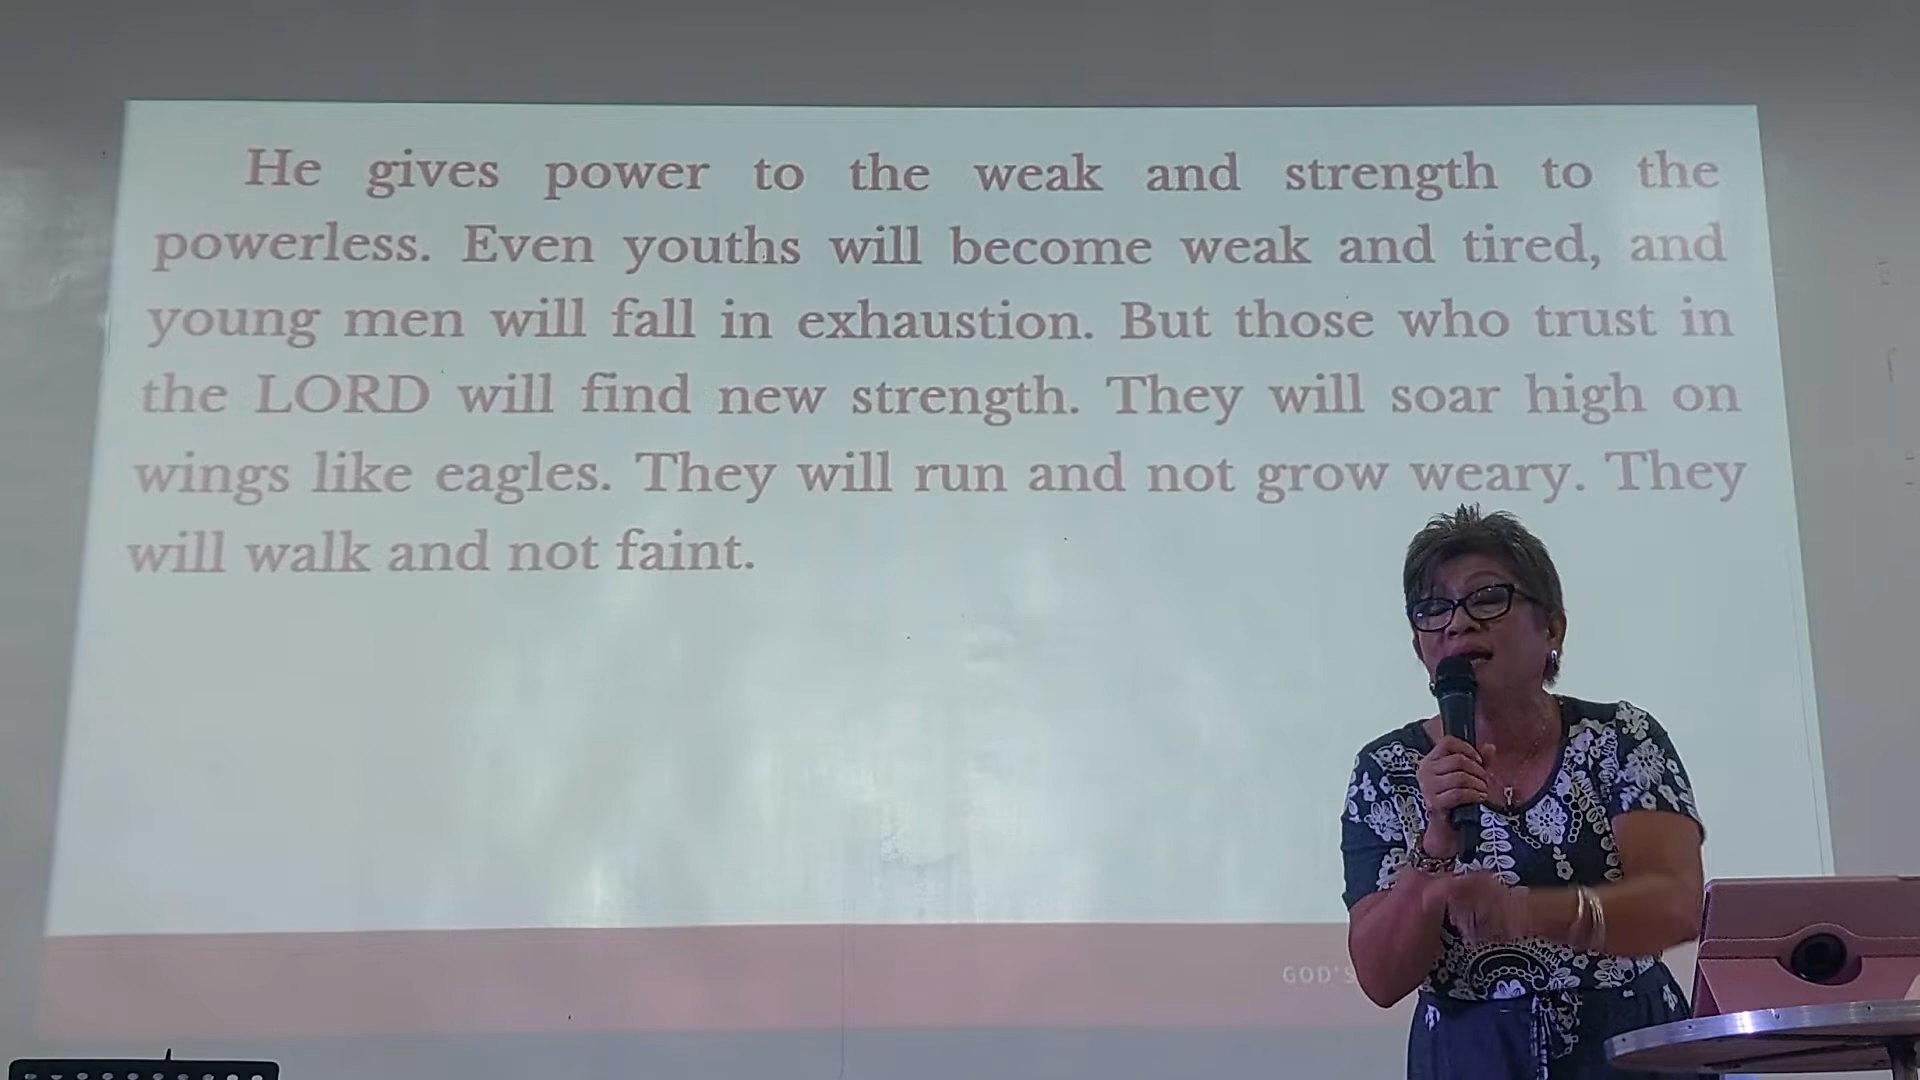 He gives power to the weak and strength to the
powerless. Even youths will become weak and tired, and
young men will fall in exhaustion. But those who trust in
the LORD will find new strength. They will soar high on
wings like eagles. They will run and not grow weary. They
will walk and not faint.
GOD'S